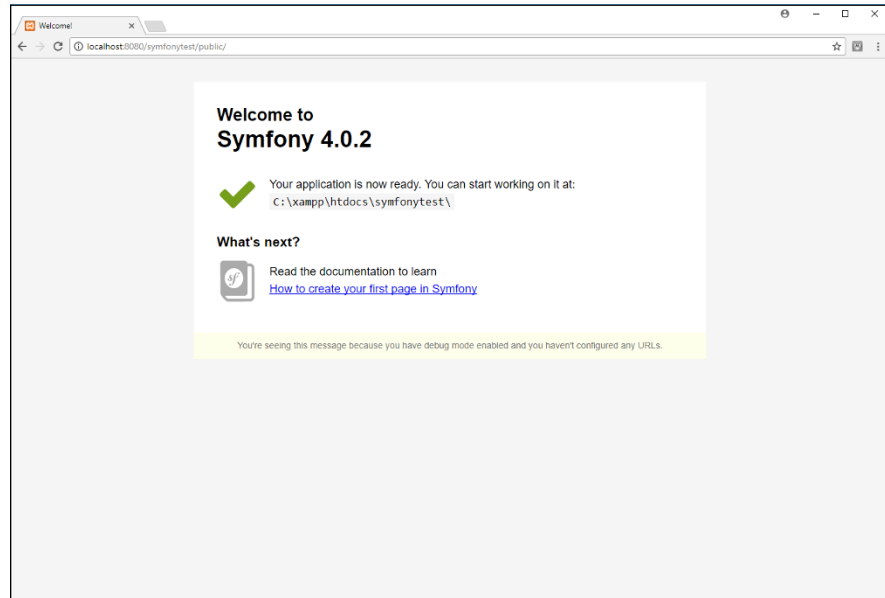 Welcome!
localhost:8080/symfonytest/public/
Welcome to
Symfony 4.0.2
Your application is now ready. You can start working on it at:
C:\xampp\htdocs\symfonytest\
What's next?
sf
Read the documentation to learn
How to create your first page in Symfony
You're seeing this message because you have debug mode enabled and you haven't configured any URLs.